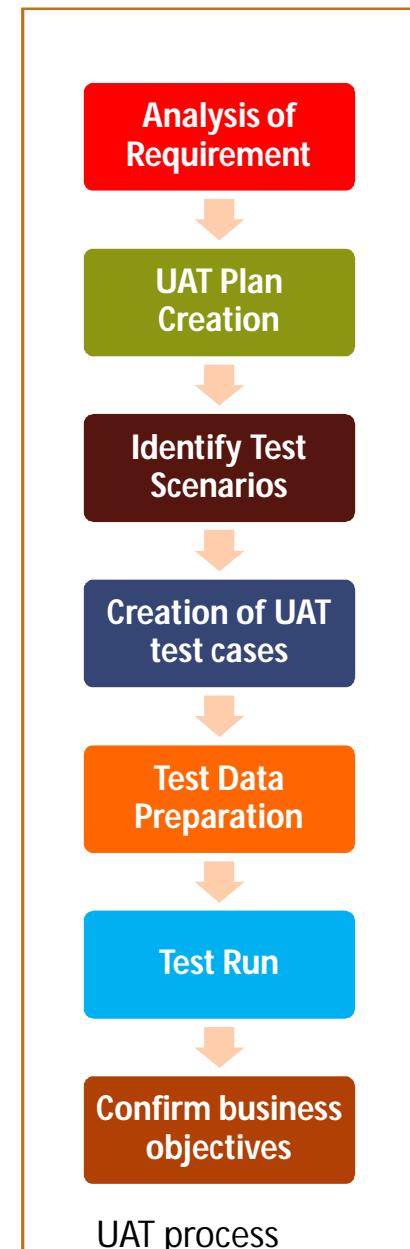 Analysis of
Requirement
UAT Plan
Creation
Identify Test
Scenarios
Creation of UAT
test cases
Test Data
Preparation
Test Run
Confirm business
objectives
UAT process